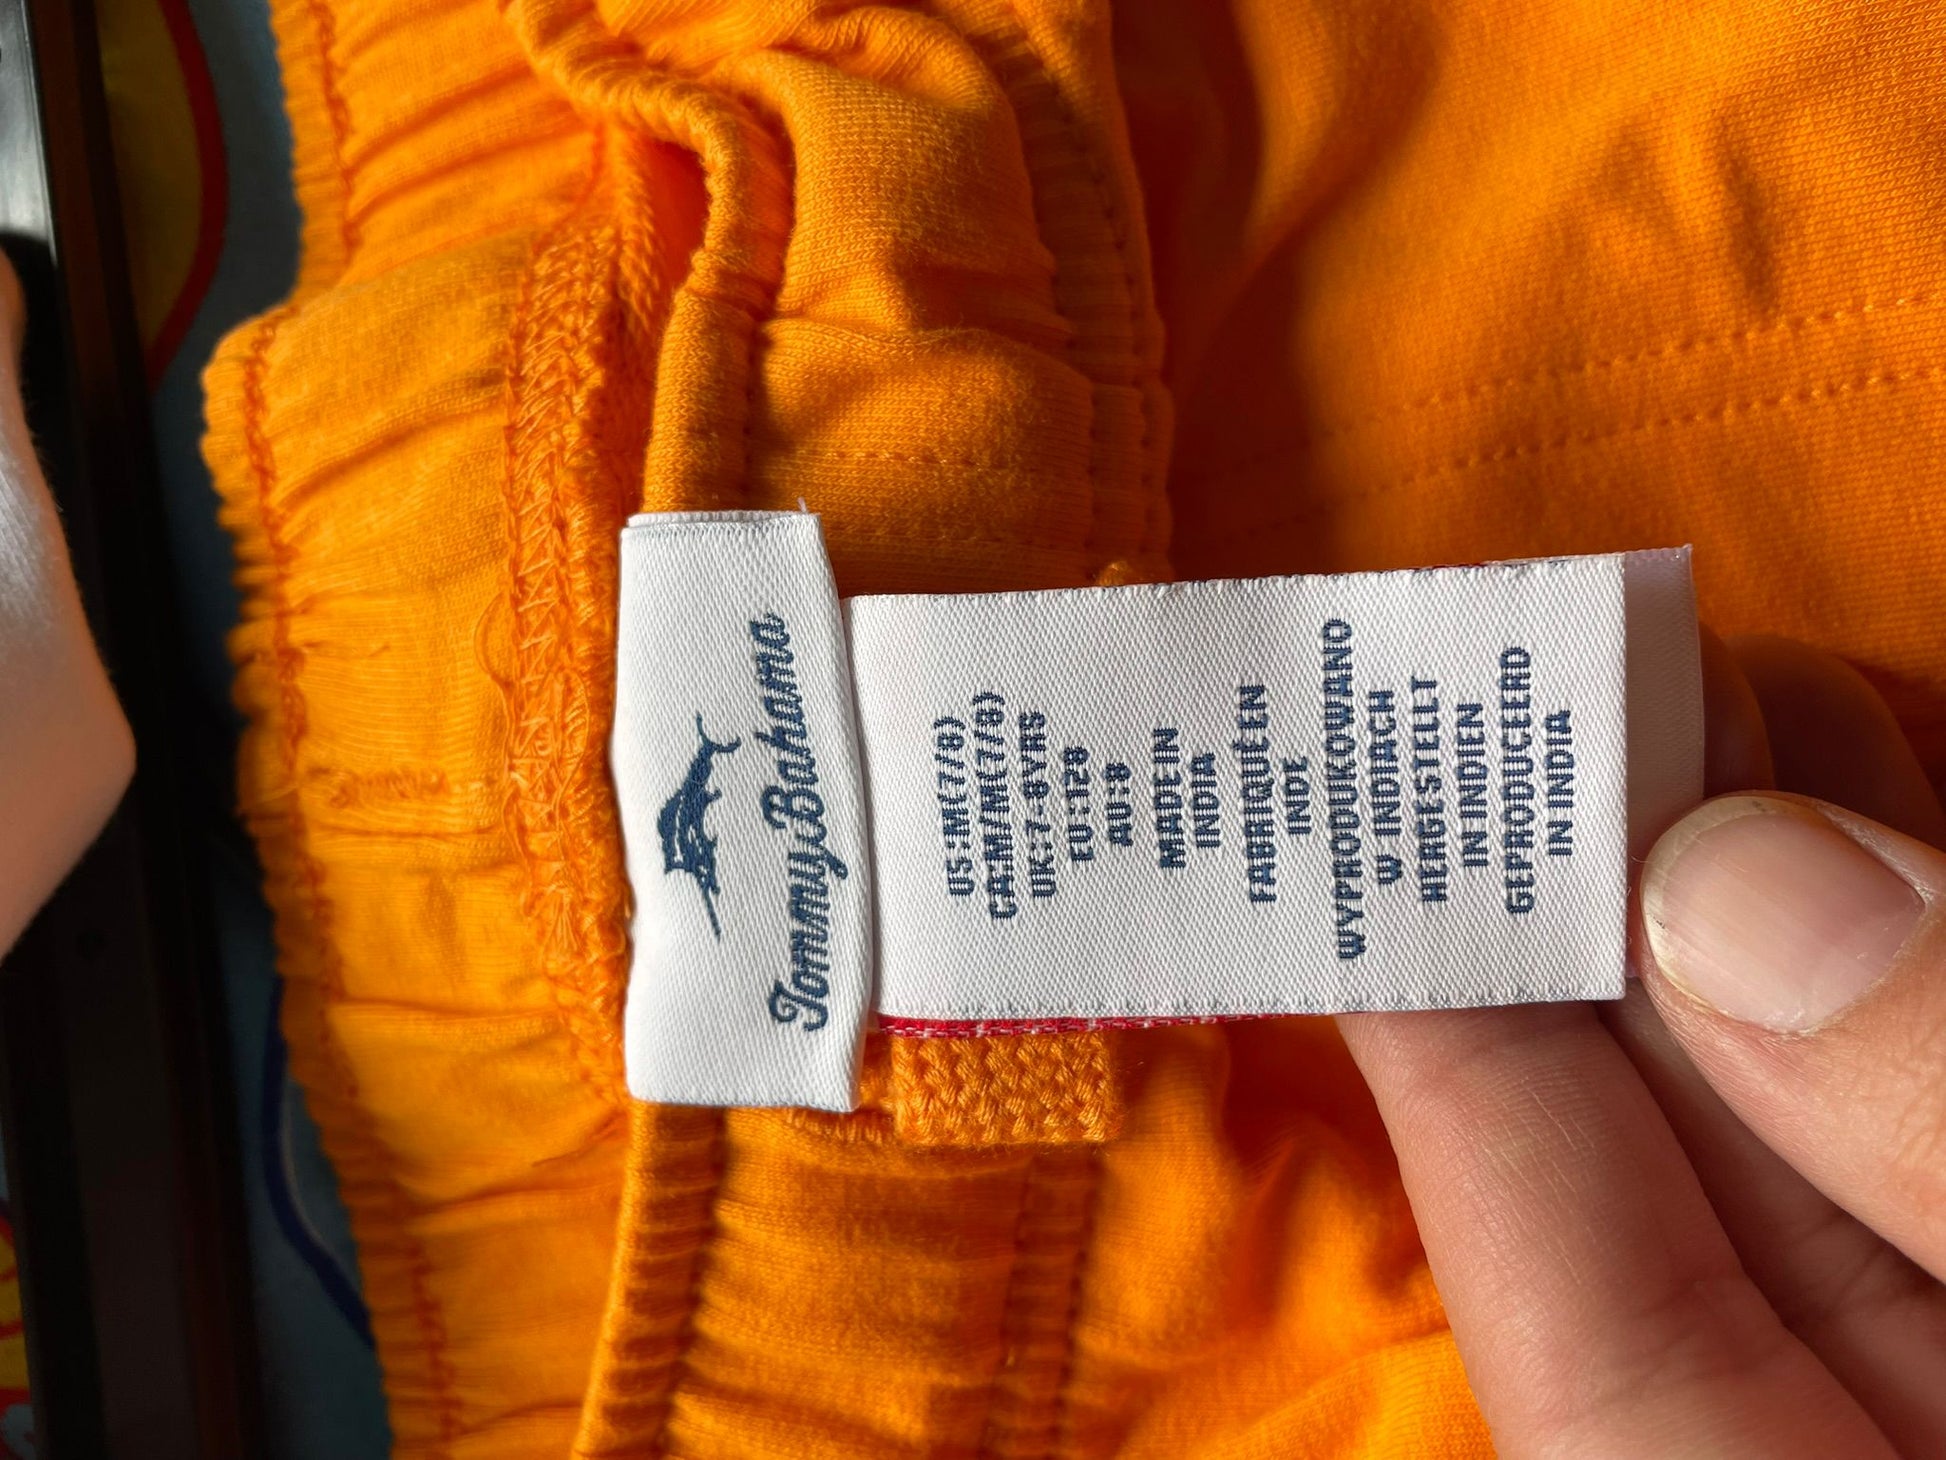 Tommy Bahama
US:M(7/8)
CA:M/M(7/8)
UK:7-8YRS
EU:128
AU:8
MADE IN
INDIA
FABRIQUÉ EN
INDE
WYPRODUKOWANO
W INDIACH
HERGESTELLT
IN INDIEN
GEPRODUCEERD
IN INDIA